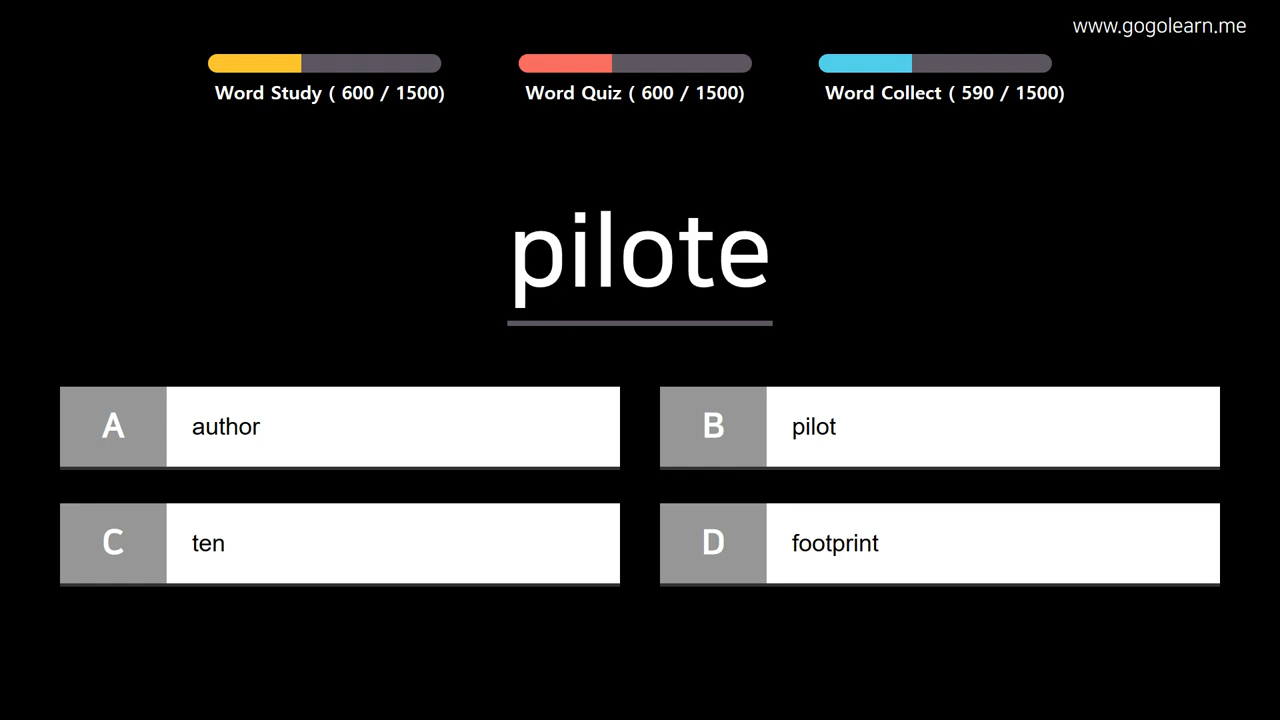 www.gogolearn.me
Word Study ( 600 / 1500)
Word Quiz ( 600 / 1500)
Word Collect ( 590 / 1500)
pilote
A author
B pilot
C ten
D footprint